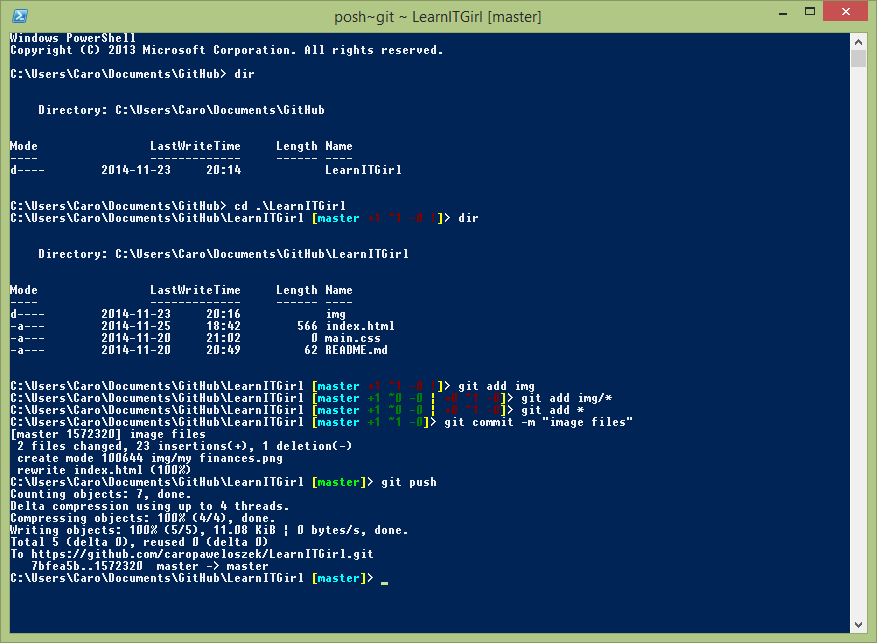 posh~git ~ LearnITGirl [master]
Windows PowerShell
Copyright (C) 2013 Microsoft Corporation. All rights reserved.
C:\Users\Caro\Documents\GitHub> dir
Directory: C:\Users\Caro\Documents\GitHub
Mode LastWriteTime Length Name
---- ------------- ------ ----
d---- 2014-11-23 20:14 LearnITGirl
C:\Users\Caro\Documents\GitHub> cd .\LearnITGirl
C:\Users\Caro\Documents\GitHub\LearnITGirl [master +1 ~1 -0 !]> dir
Directory: C:\Users\Caro\Documents\GitHub\LearnITGirl
Mode LastWriteTime Length Name
---- ------------- ------ ----
d---- 2014-11-23 20:16 img
-a--- 2014-11-25 18:42 566 index.html
-a--- 2014-11-20 21:02 0 main.css
-a--- 2014-11-20 20:49 62 README.md
C:\Users\Caro\Documents\GitHub\LearnITGirl [master +1 ~1 -0 !]> git add img
C:\Users\Caro\Documents\GitHub\LearnITGirl [master +1 ~0 -0 | +0 ~1 -0]> git add img/*
C:\Users\Caro\Documents\GitHub\LearnITGirl [master +1 ~0 -0 | +0 ~1 -0]> git add *
C:\Users\Caro\Documents\GitHub\LearnITGirl [master +1 ~1 -0]> git commit -m "image files"
[master 1572320] image files
2 files changed, 23 insertions(+), 1 deletion(-)
create mode 100644 img/my finances.png
rewrite index.html (100%)
C:\Users\Caro\Documents\GitHub\LearnITGirl [master]> git push
Counting objects: 7, done.
Delta compression using up to 4 threads.
Compressing objects: 100% (4/4), done.
Writing objects: 100% (5/5), 11.08 KiB | 0 bytes/s, done.
Total 5 (delta 0), reused 0 (delta 0)
To https://github.com/caropaweloszek/LearnITGirl.git
7bfea5b..1572320 master -> master
C:\Users\Caro\Documents\GitHub\LearnITGirl [master]> _